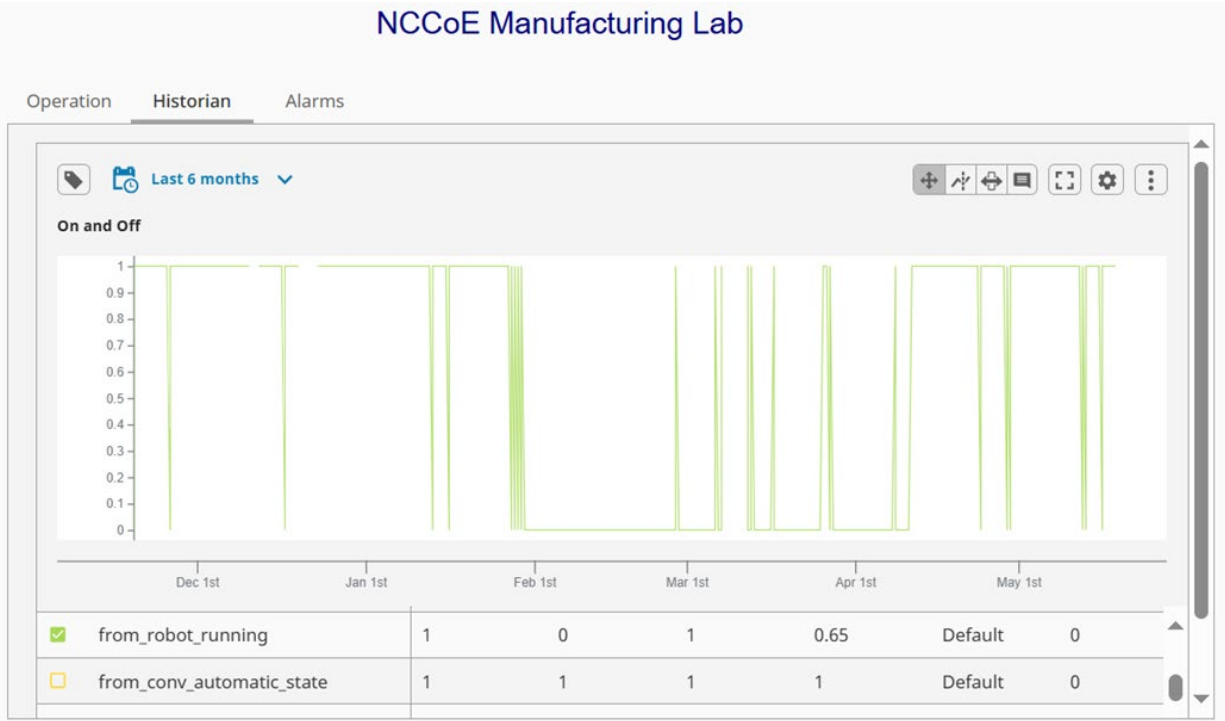 NCCoE Manufacturing Lab
Operation Historian Alarms
Last 6 months
On and Off
1
0.9
0.8
0.7
0.6
0.5
0.4
0.3
0.2
0.1
0
Dec 1st Jan 1st Feb 1st Mar 1st Apr 1st May 1st
from_robot_running 1 0 1 0.65 Default 0
from_conv_automatic_state 1 1 1 1 Default 0